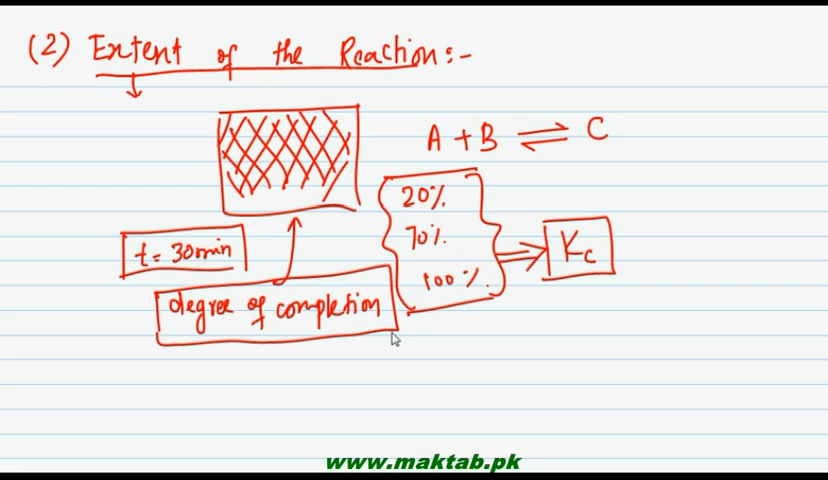 (2) Extent of the Reaction:-
A + B ⇌ C
20%
70%
100%
Kc
t = 30min
degree of completion
www.maktab.pk